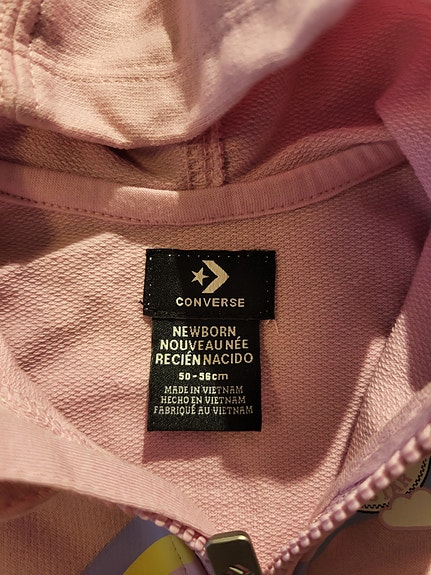 CONVERSE
NEWBORN
NOUVEAU NÉE
RECIÉN NACIDO
50-56cm
MADE IN VIETNAM
HECHO EN VIETNAM
FABRIQUÉ AU VIETNAM